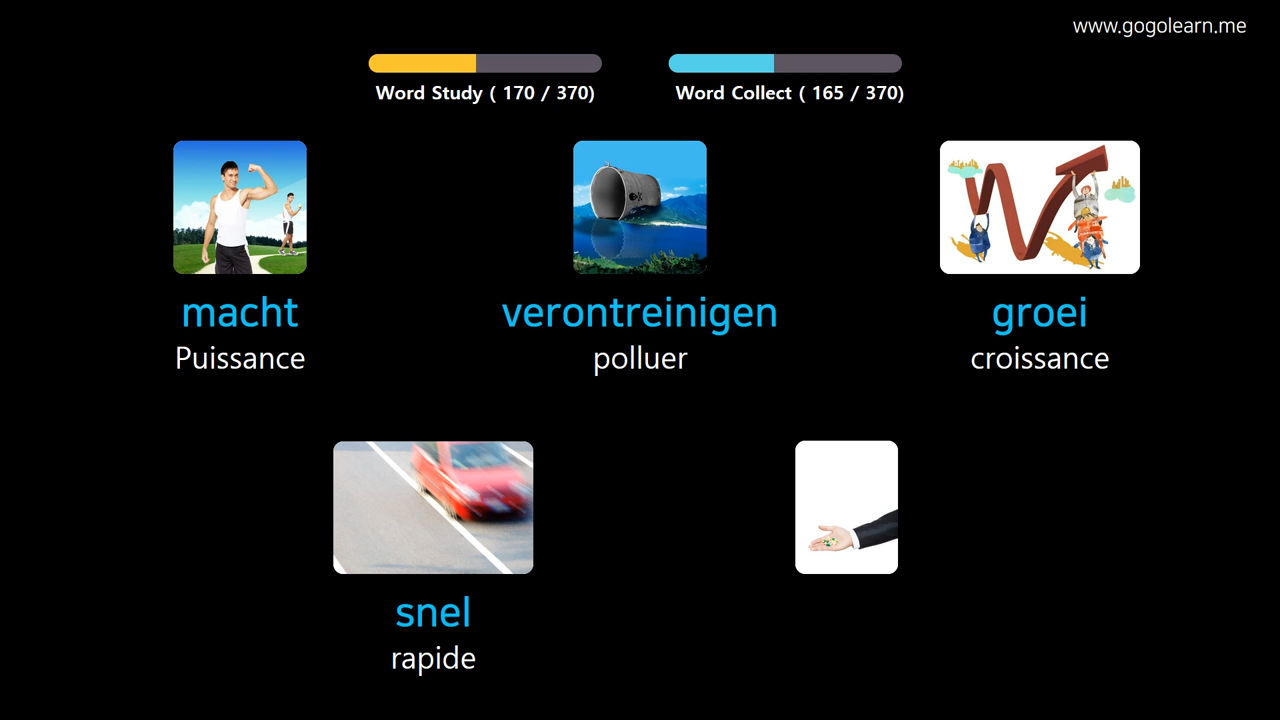 www.gogolearn.me
Word Study ( 170 / 370)
Word Collect ( 165 / 370)
macht
Puissance
verontreinigen
polluer
groei
croissance
snel
rapide